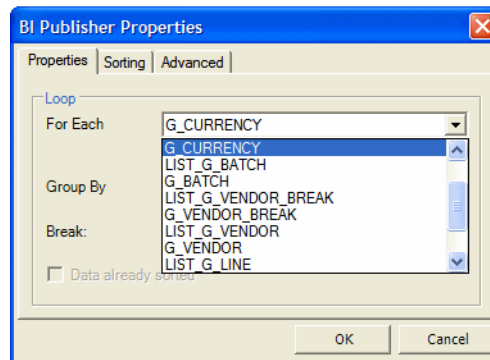 BI Publisher Properties
Properties Sorting Advanced
Loop
For Each G_CURRENCY
G_CURRENCY
LIST_G_BATCH
G_BATCH
LIST_G_VENDOR_BREAK
G_VENDOR_BREAK
LIST_G_VENDOR
G_VENDOR
LIST_G_LINE
Group By
Break:
Data already sorted
OK Cancel